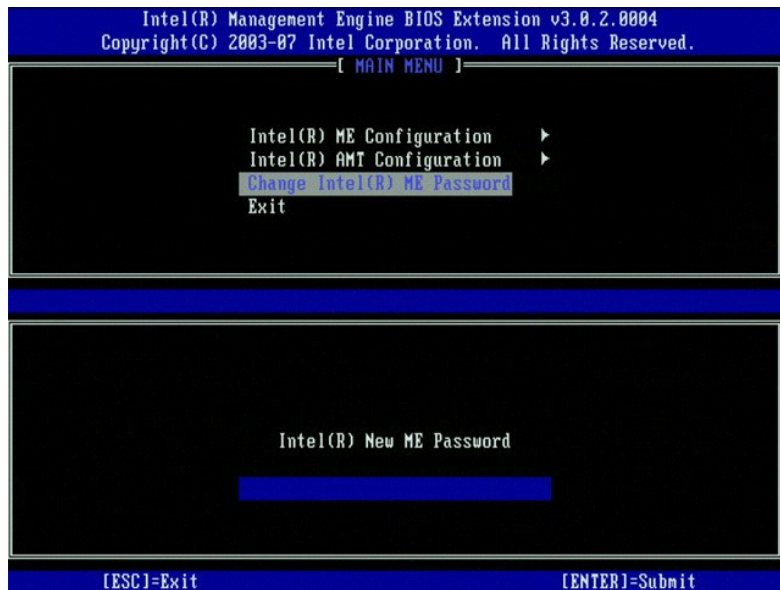 Intel(R) Management Engine BIOS Extension v3.0.2.0004
Copyright(C) 2003-07 Intel Corporation. All Rights Reserved.
[ MAIN MENU ]
Intel(R) ME Configuration ►
Intel(R) AMT Configuration ►
Change Intel(R) ME Password
Exit
Intel(R) New ME Password
[ESC]=Exit [ENTER]=Submit